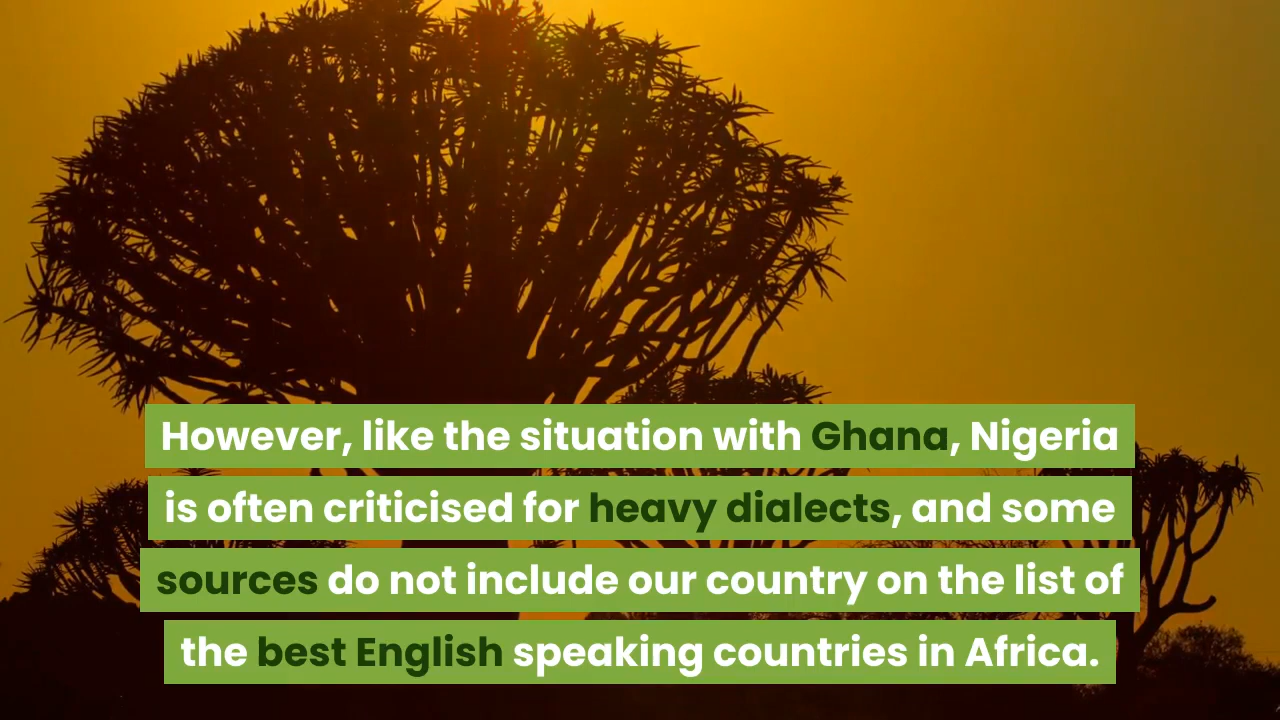 However, like the situation with Ghana, Nigeria
is often criticised for heavy dialects, and some
sources do not include our country on the list of
the best English speaking countries in Africa.